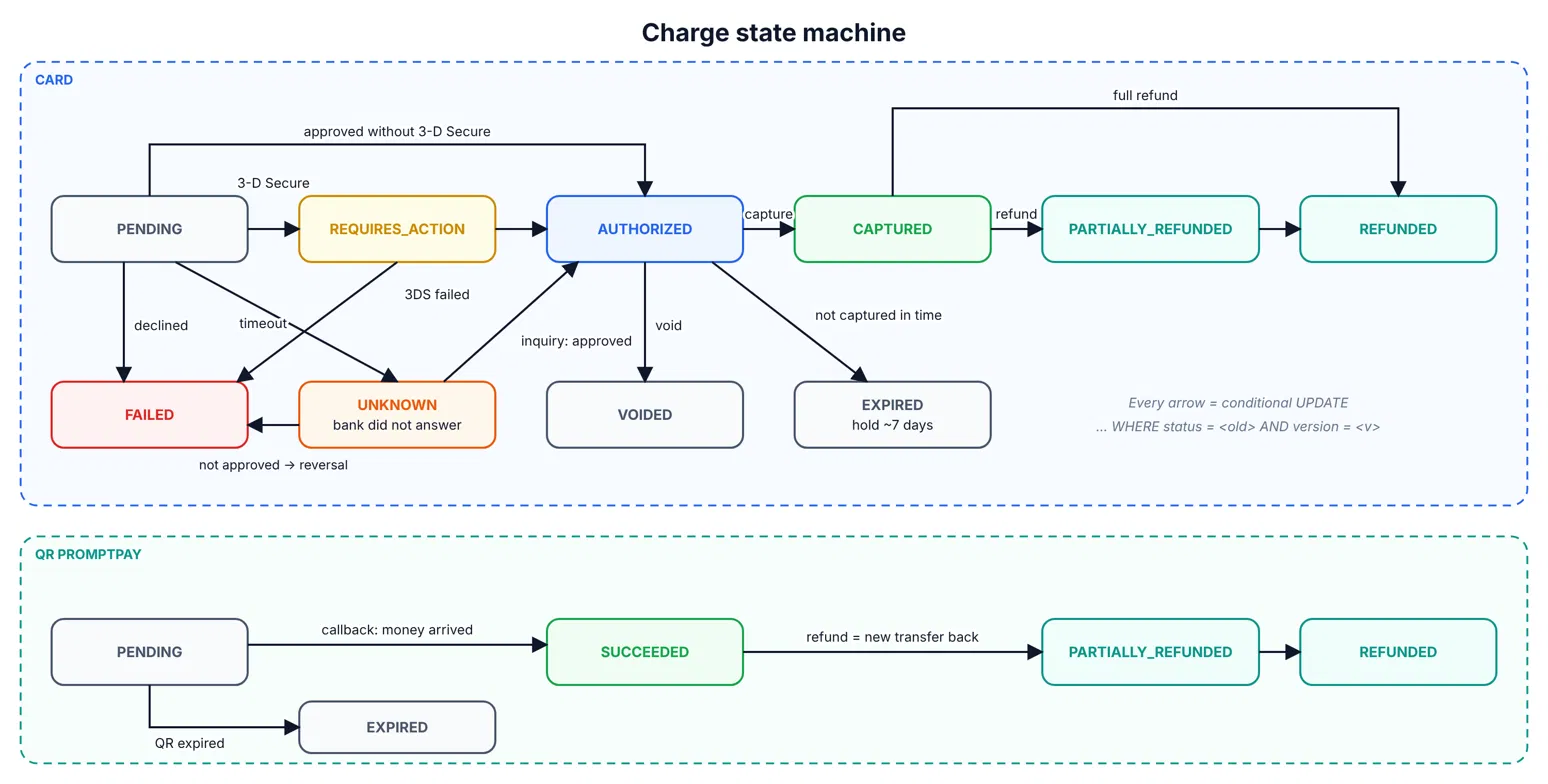 Charge state machine
CARD
full refund
approved without 3-D Secure
3-D Secure
PENDING
REQUIRES_ACTION
AUTHORIZED
capture
CAPTURED
refund
PARTIALLY_REFUNDED
REFUNDED
3DS failed
declined
timeout
not captured in time
inquiry: approved
void
FAILED
UNKNOWN
bank did not answer
VOIDED
EXPIRED
hold ~7 days
Every arrow = conditional UPDATE
... WHERE status = <old> AND version = <v>
not approved → reversal
QR PROMPTPAY
PENDING
callback: money arrived
SUCCEEDED
refund = new transfer back
PARTIALLY_REFUNDED
REFUNDED
QR expired
EXPIRED